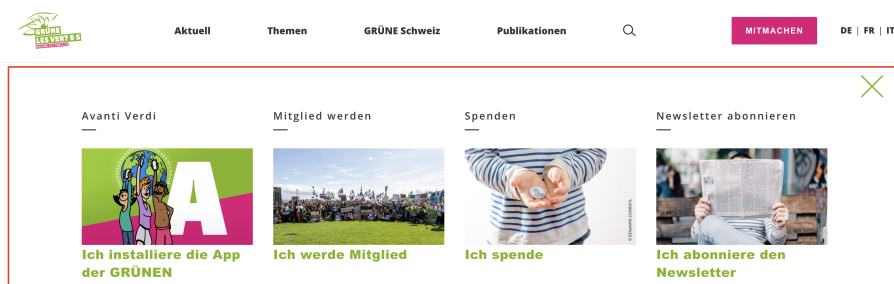 GRÜNE
LES VERT·E·S
Aktuell
Themen
GRÜNE Schweiz
Publikationen
MITMACHEN
DE | FR | IT
Avanti Verdi
Mitglied werden
Spenden
Newsletter abonnieren
A
Ich installiere die App
der GRÜNEN
Ich werde Mitglied
Ich spende
Ich abonniere den
Newsletter